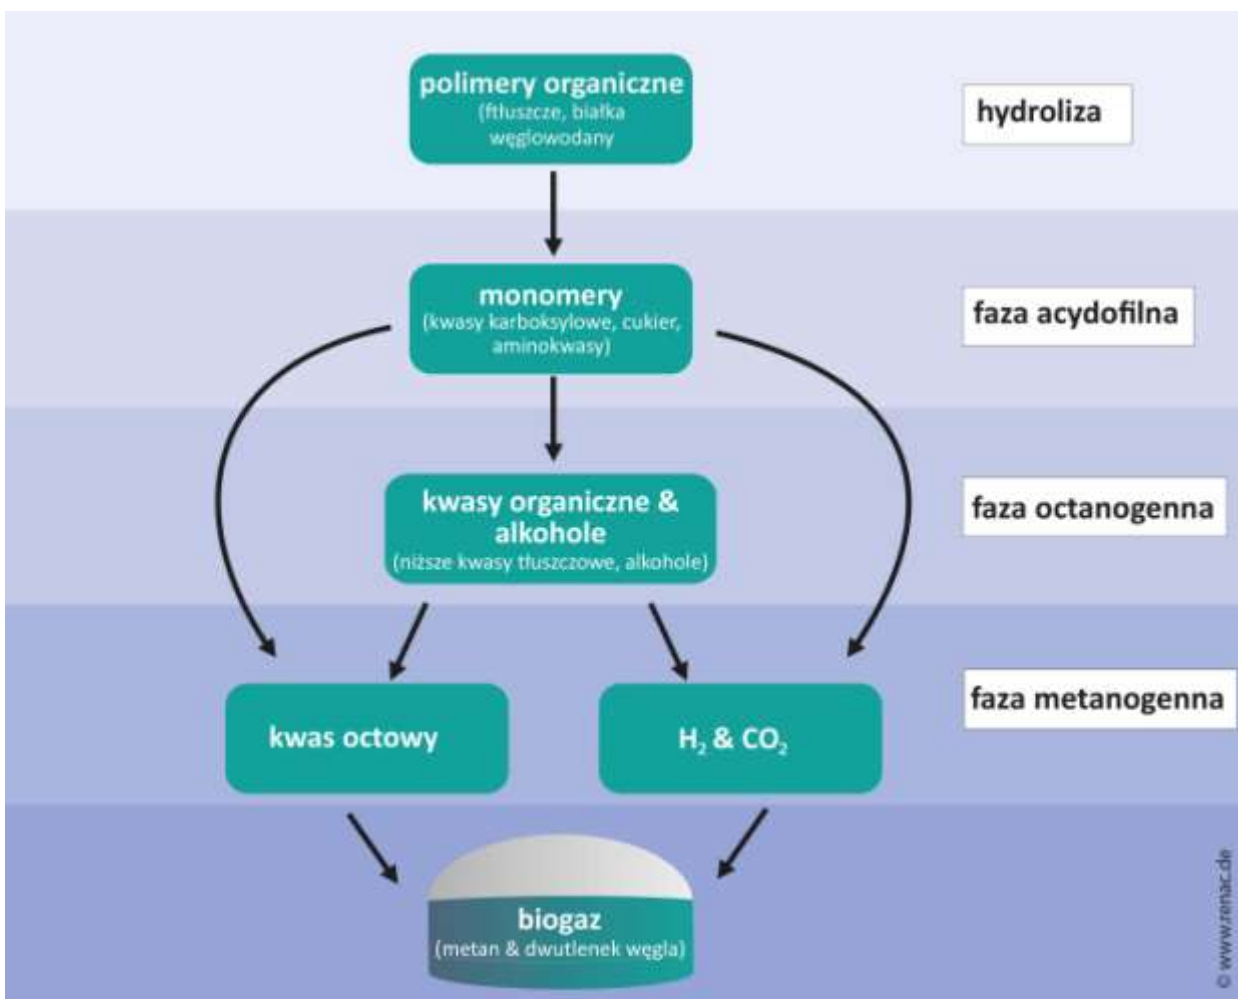 polimery organiczne
(ftłuszcze, białka
węglowodany
hydroliza
monomery
(kwasy karboksylowe, cukier,
aminokwasy)
faza acydofilna
kwasy organiczne &
alkohole
(niższe kwasy tłuszczowe, alkohole)
faza octanogenna
kwas octowy
H₂ & CO₂
faza metanogenna
biogaz
(metan & dwutlenek węgla)
© www.renac.de